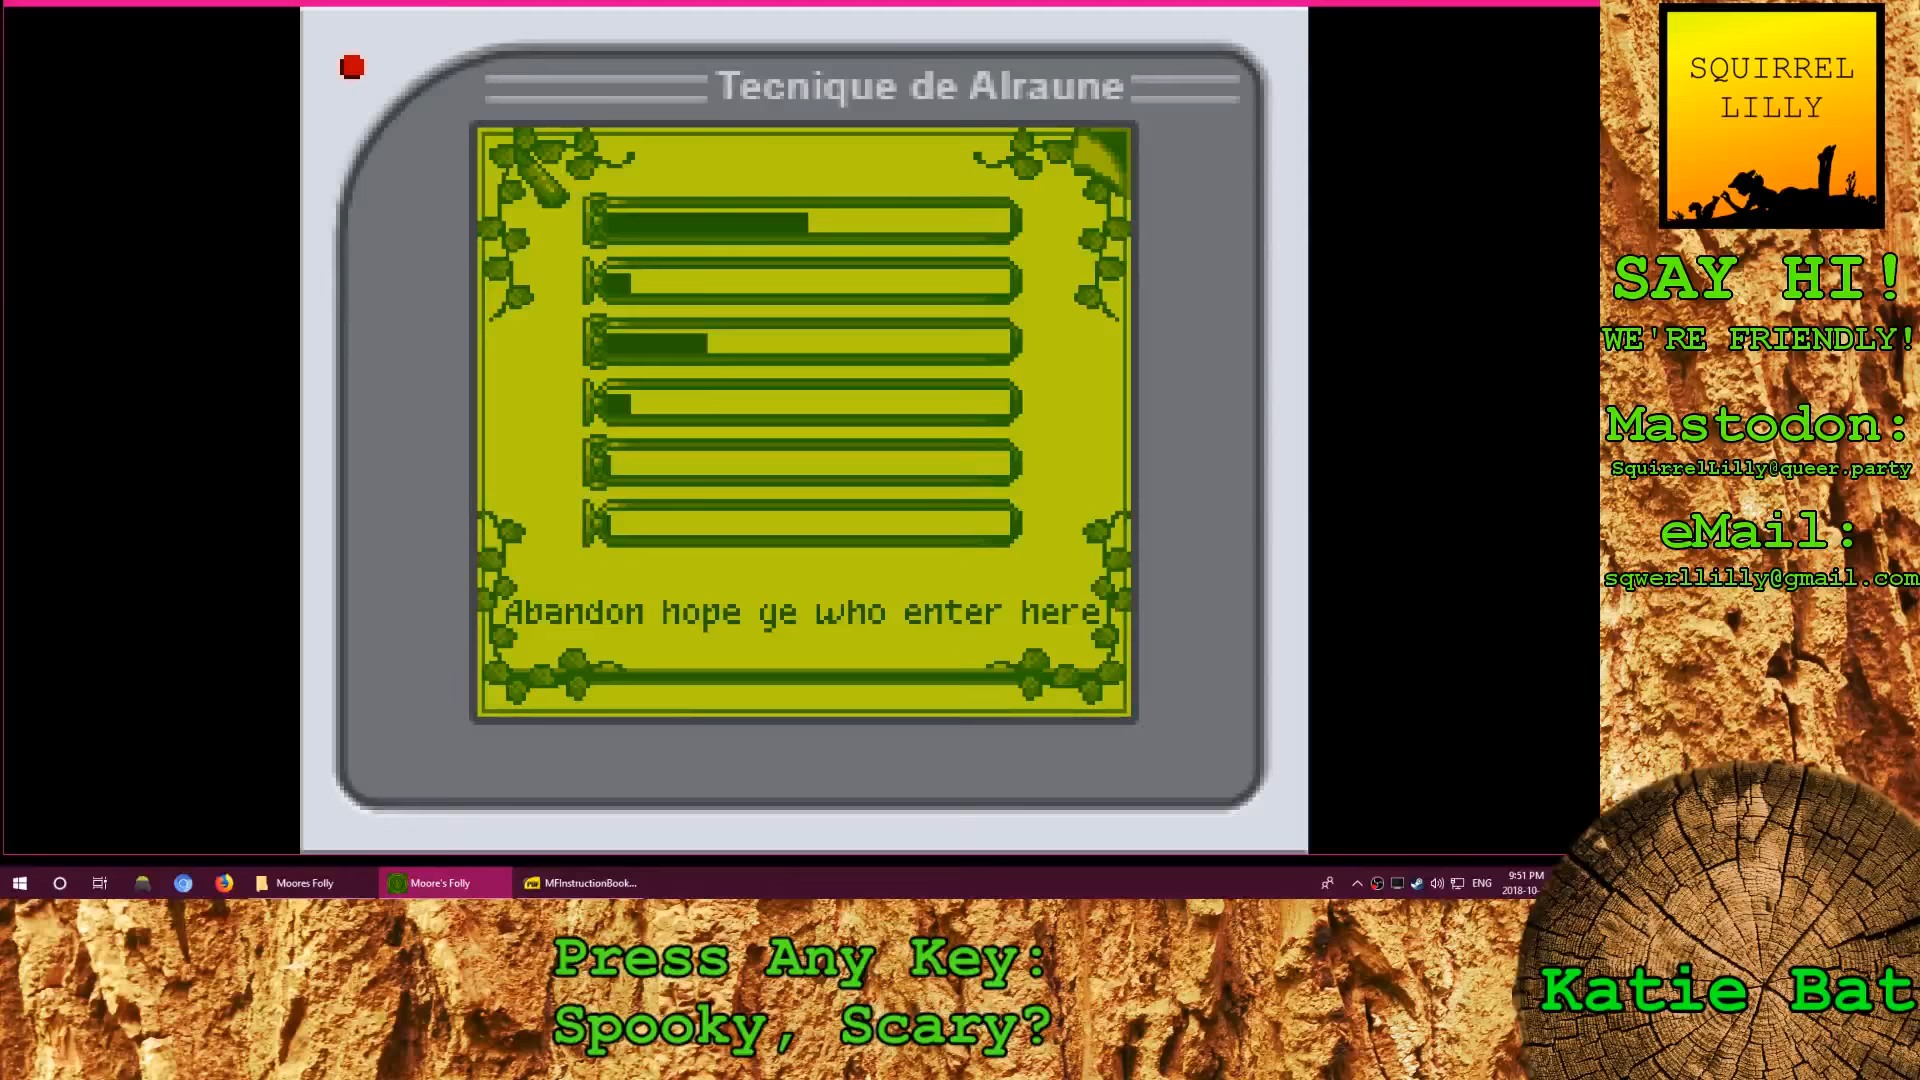 Tecnique de Alraune
Abandon hope ye who enter here
SQUIRREL
LILLY
SAY HI!
WE'RE FRIENDLY!
Mastodon:
SquirrelLilly@queer.party
eMail:
sqwerllilly@gmail.com
Moores Folly
Moore's Folly
MFInstructionBook...
ENG
9:51 PM
2018-10-
Press Any Key:
Spooky, Scary?
Katie Bat